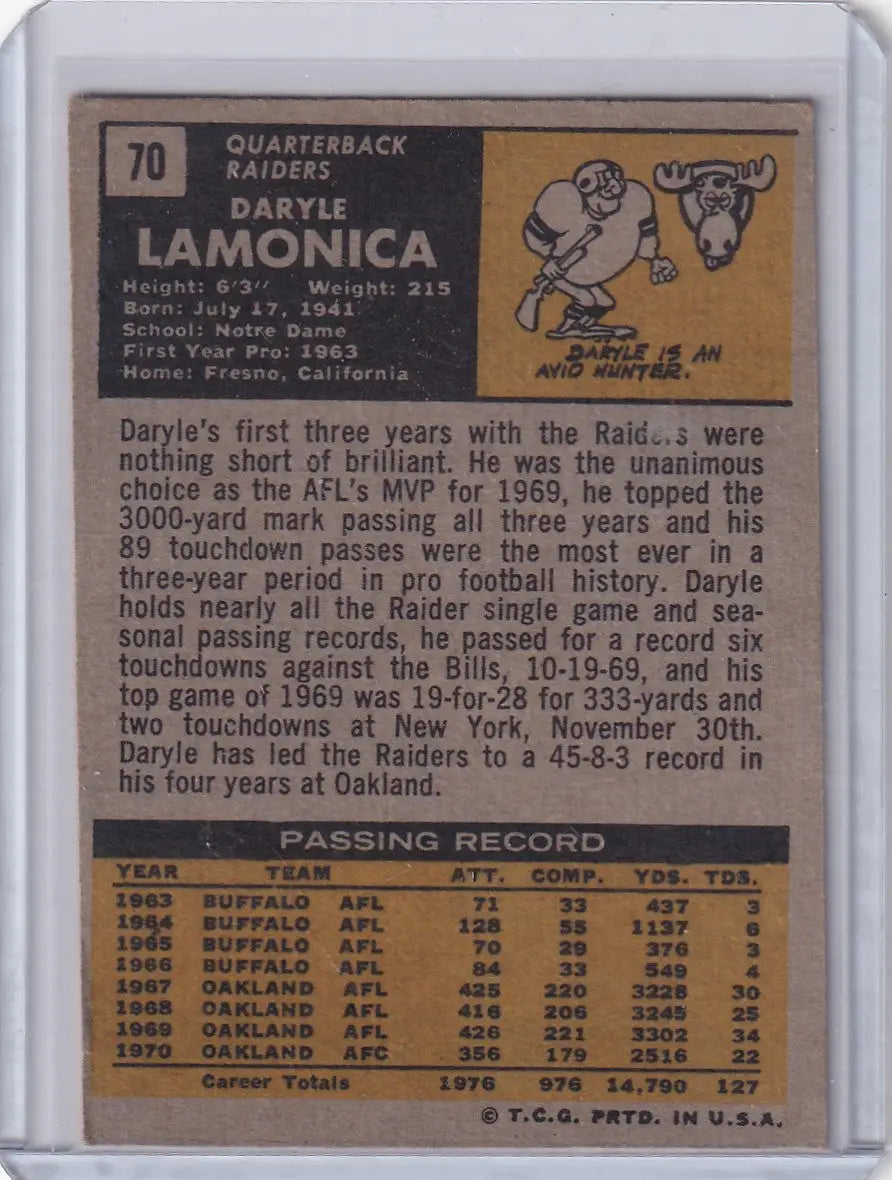 70
QUARTERBACK
RAIDERS
DARYLE
LAMONICA
Height: 6'3" Weight: 215
Born: July 17, 1941
School: Notre Dame
First Year Pro: 1963
Home: Fresno, California
DARYLE IS AN
AVID HUNTER.
Daryle's first three years with the Raiders were
nothing short of brilliant. He was the unanimous
choice as the AFL's MVP for 1969, he topped the
3000-yard mark passing all three years and his
89 touchdown passes were the most ever in a
three-year period in pro football history. Daryle
holds nearly all the Raider single game and sea-
sonal passing records, he passed for a record six
touchdowns against the Bills, 10-19-69, and his
top game of 1969 was 19-for-28 for 333-yards and
two touchdowns at New York, November 30th.
Daryle has led the Raiders to a 45-8-3 record in
his four years at Oakland.
PASSING RECORD
YEAR TEAM ATT. COMP. YDS. TDS.
1963 BUFFALO AFL 71 33 437 3
1964 BUFFALO AFL 128 55 1137 6
1965 BUFFALO AFL 70 29 376 3
1966 BUFFALO AFL 84 33 549 4
1967 OAKLAND AFL 425 220 3228 30
1968 OAKLAND AFL 416 206 3245 25
1969 OAKLAND AFL 426 221 3302 34
1970 OAKLAND AFC 356 179 2516 22
Career Totals 1976 976 14,790 127
© T.C.G. PRTD. IN U.S.A.